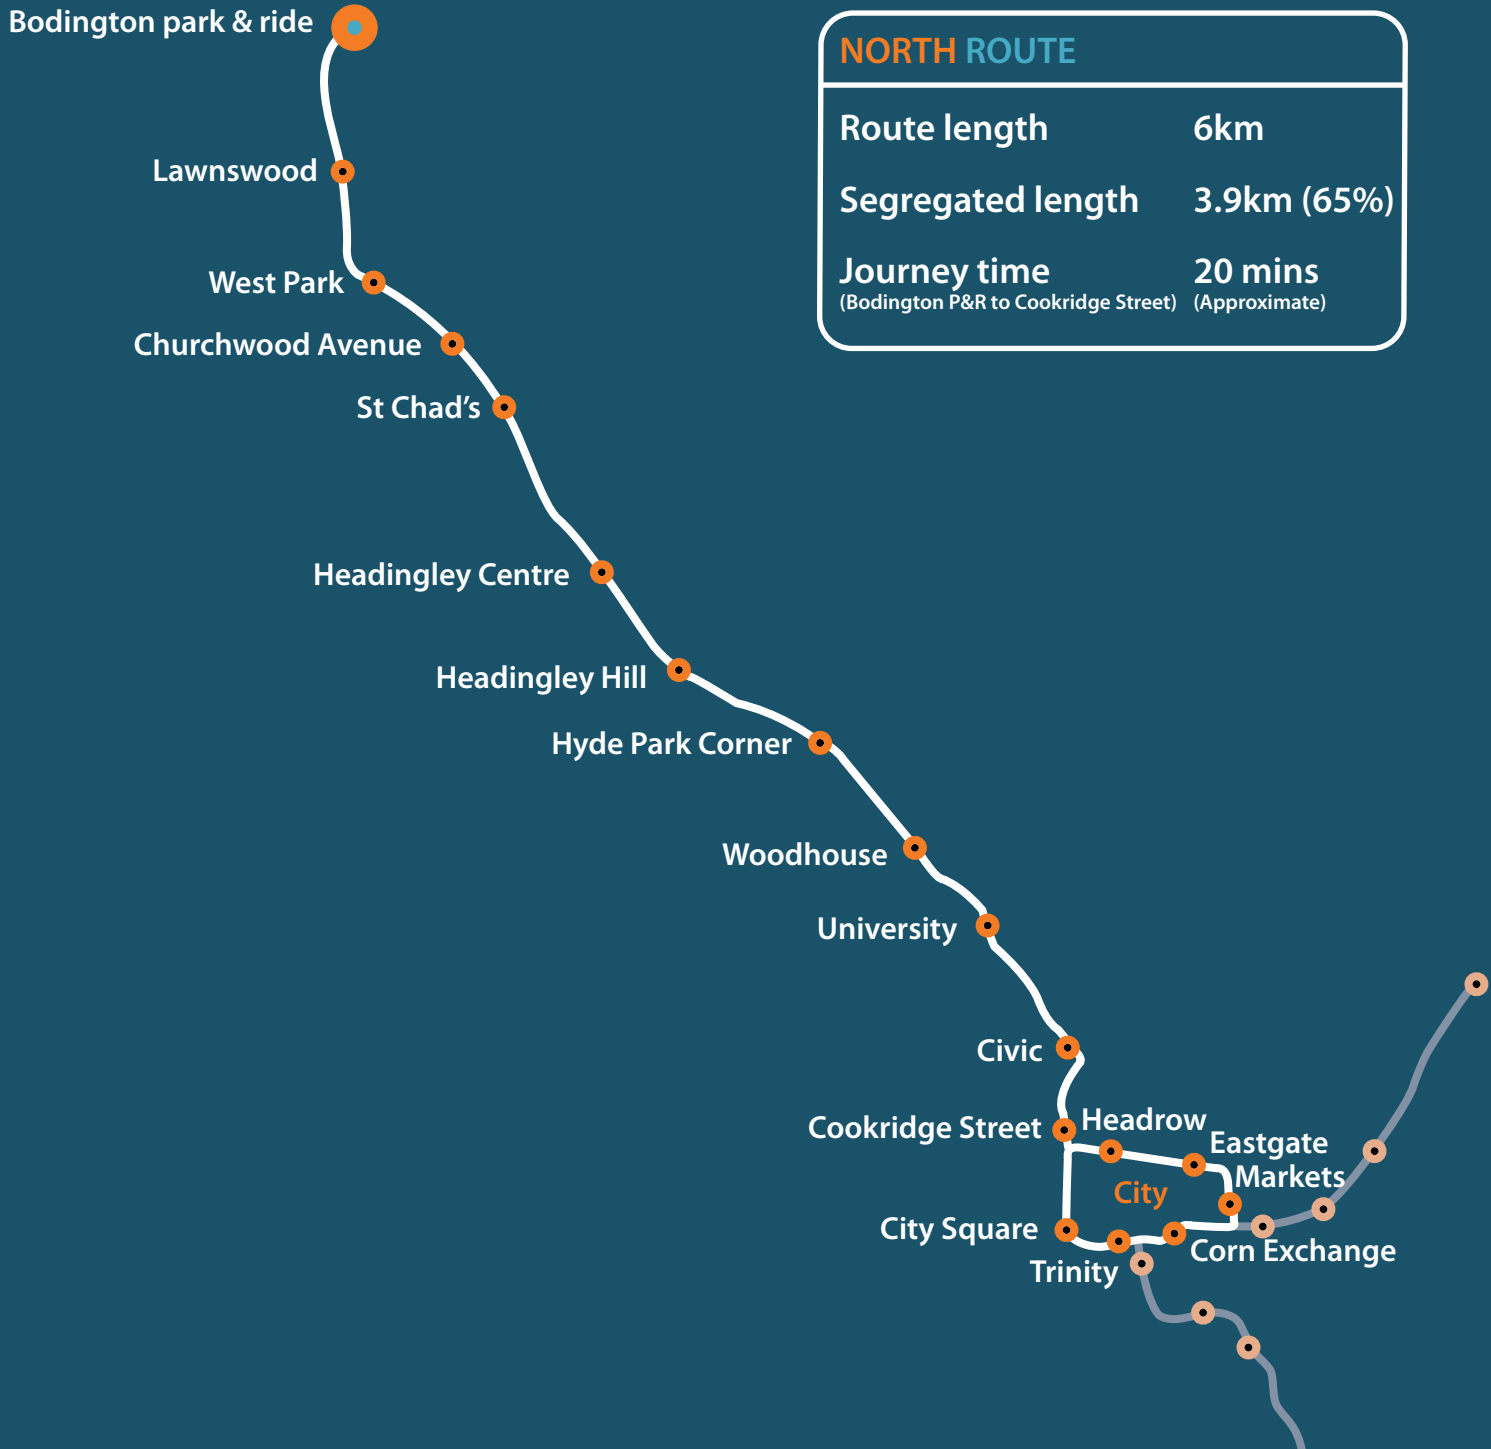 Bodington park & ride
NORTH ROUTE
Route length 6km
Segregated length 3.9km (65%)
Journey time 20 mins
(Bodington P&R to Cookridge Street) (Approximate)
Lawnswood
West Park
Churchwood Avenue
St Chad’s
Headingley Centre
Headingley Hill
Hyde Park Corner
Woodhouse
University
Civic
Cookridge Street
Headrow
Eastgate
Markets
City
City Square
Corn Exchange
Trinity